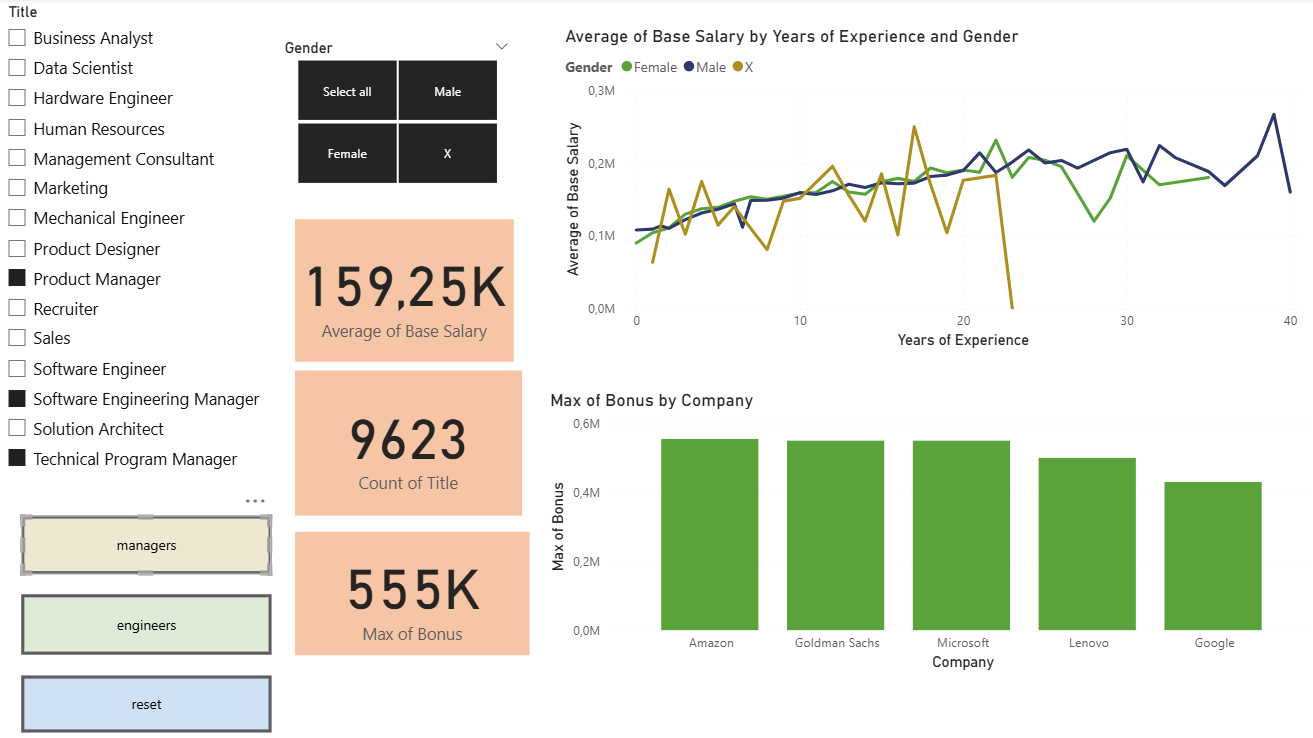 Title
Business Analyst
Data Scientist
Hardware Engineer
Human Resources
Management Consultant
Marketing
Mechanical Engineer
Product Designer
Product Manager
Recruiter
Sales
Software Engineer
Software Engineering Manager
Solution Architect
Technical Program Manager
managers
engineers
reset
Gender
Select all
Male
Female
X
159,25K
Average of Base Salary
9623
Count of Title
555K
Max of Bonus
Average of Base Salary by Years of Experience and Gender
Gender Female Male X
Average of Base Salary
0,3M
0,2M
0,1M
0,0M
0 10 20 30 40
Years of Experience
Max of Bonus by Company
Max of Bonus
0,6M
0,4M
0,2M
0,0M
Amazon Goldman Sachs Microsoft Lenovo Google
Company